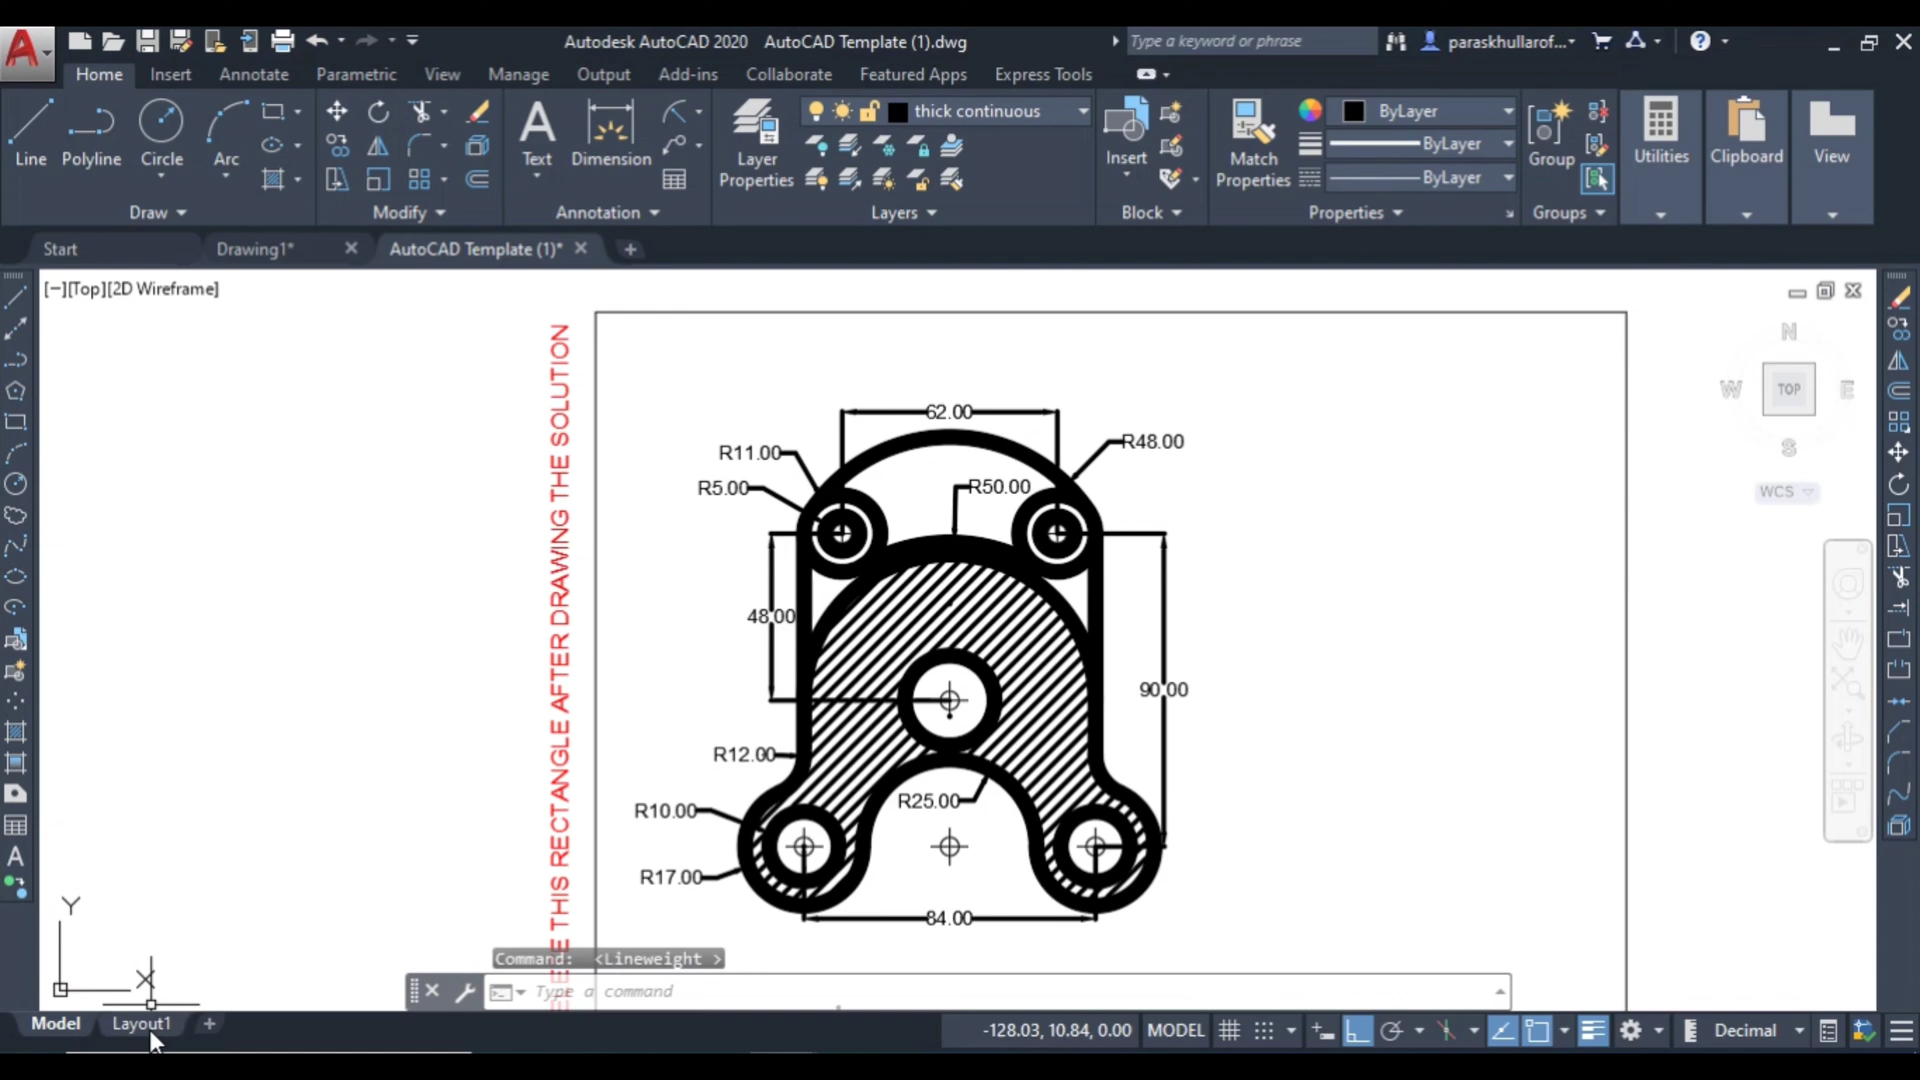 Autodesk AutoCAD 2020 AutoCAD Template (1).dwg
Type a keyword or phrase
paraskhullarof...
Home Insert Annotate Parametric View Manage Output Add-ins Collaborate Featured Apps Express Tools
thick continuous
ByLayer
ByLayer
ByLayer
Line Polyline Circle Arc
Text Dimension
Layer Properties
Insert
Match Properties
Group
Utilities Clipboard View
Draw Modify Annotation Layers Block Properties Groups
Start Drawing1* AutoCAD Template (1)*
[−][Top][2D Wireframe]
EE THIS RECTANGLE AFTER DRAWING THE SOLUTION
N
W TOP E
S
WCS
62.00
R11.00
R48.00
R5.00
R50.00
48.00
90.00
R12.00
R10.00
R25.00
R17.00
84.00
Y
X
Command: <Lineweight >
Type a command
Model Layout1 +
-128.03, 10.84, 0.00 MODEL Decimal